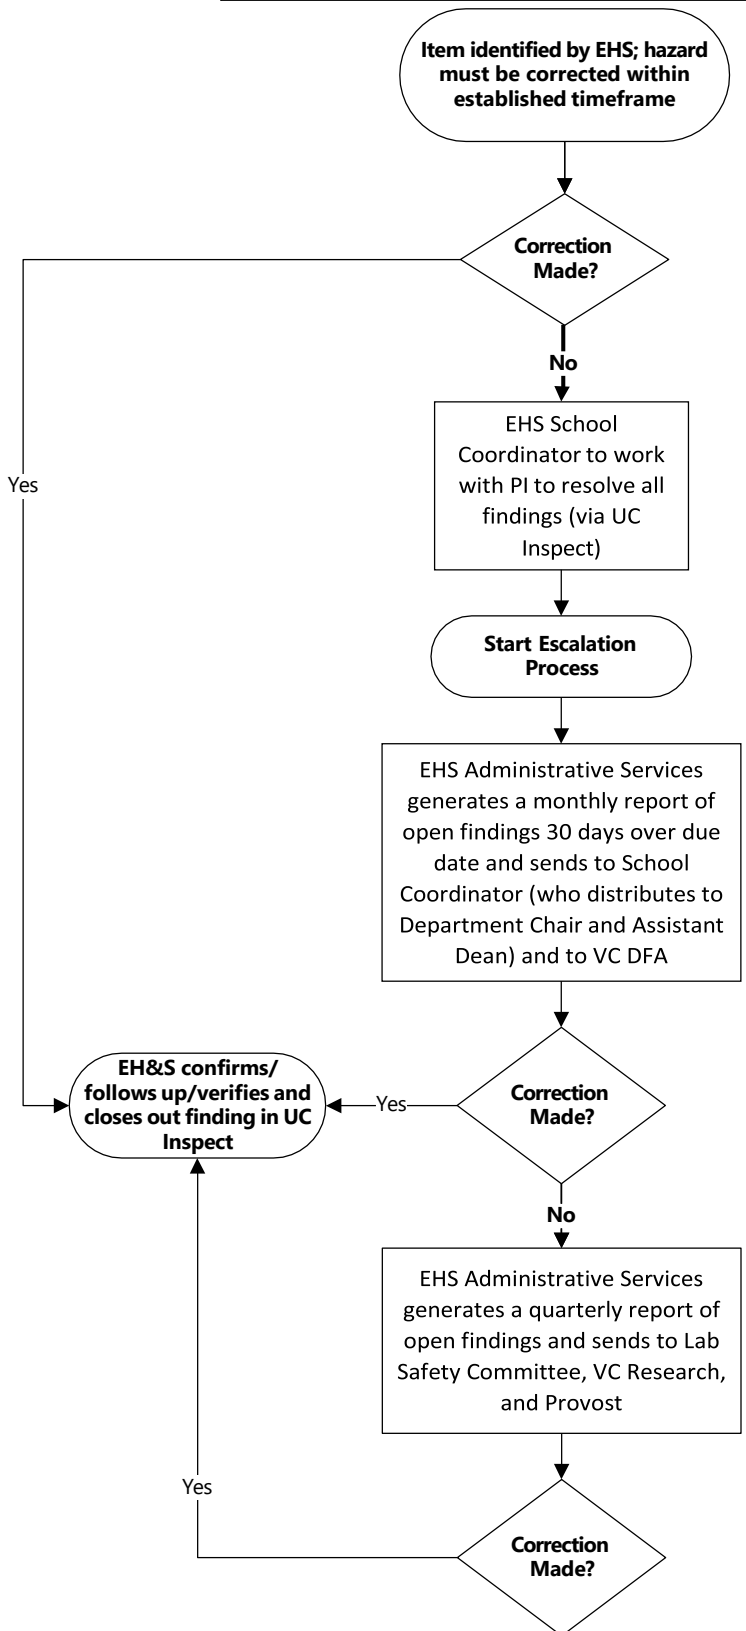 Item identified by EHS; hazard
must be corrected within
established timeframe
Correction
Made?
No
Yes
EHS School
Coordinator to work
with PI to resolve all
findings (via UC
Inspect)
Start Escalation
Process
EHS Administrative Services
generates a monthly report of
open findings 30 days over due
date and sends to School
Coordinator (who distributes to
Department Chair and Assistant
Dean) and to VC DFA
EH&S confirms/
follows up/verifies and
closes out finding in UC
Inspect
Yes
Correction
Made?
No
EHS Administrative Services
generates a quarterly report of
open findings and sends to Lab
Safety Committee, VC Research,
and Provost
Yes
Correction
Made?